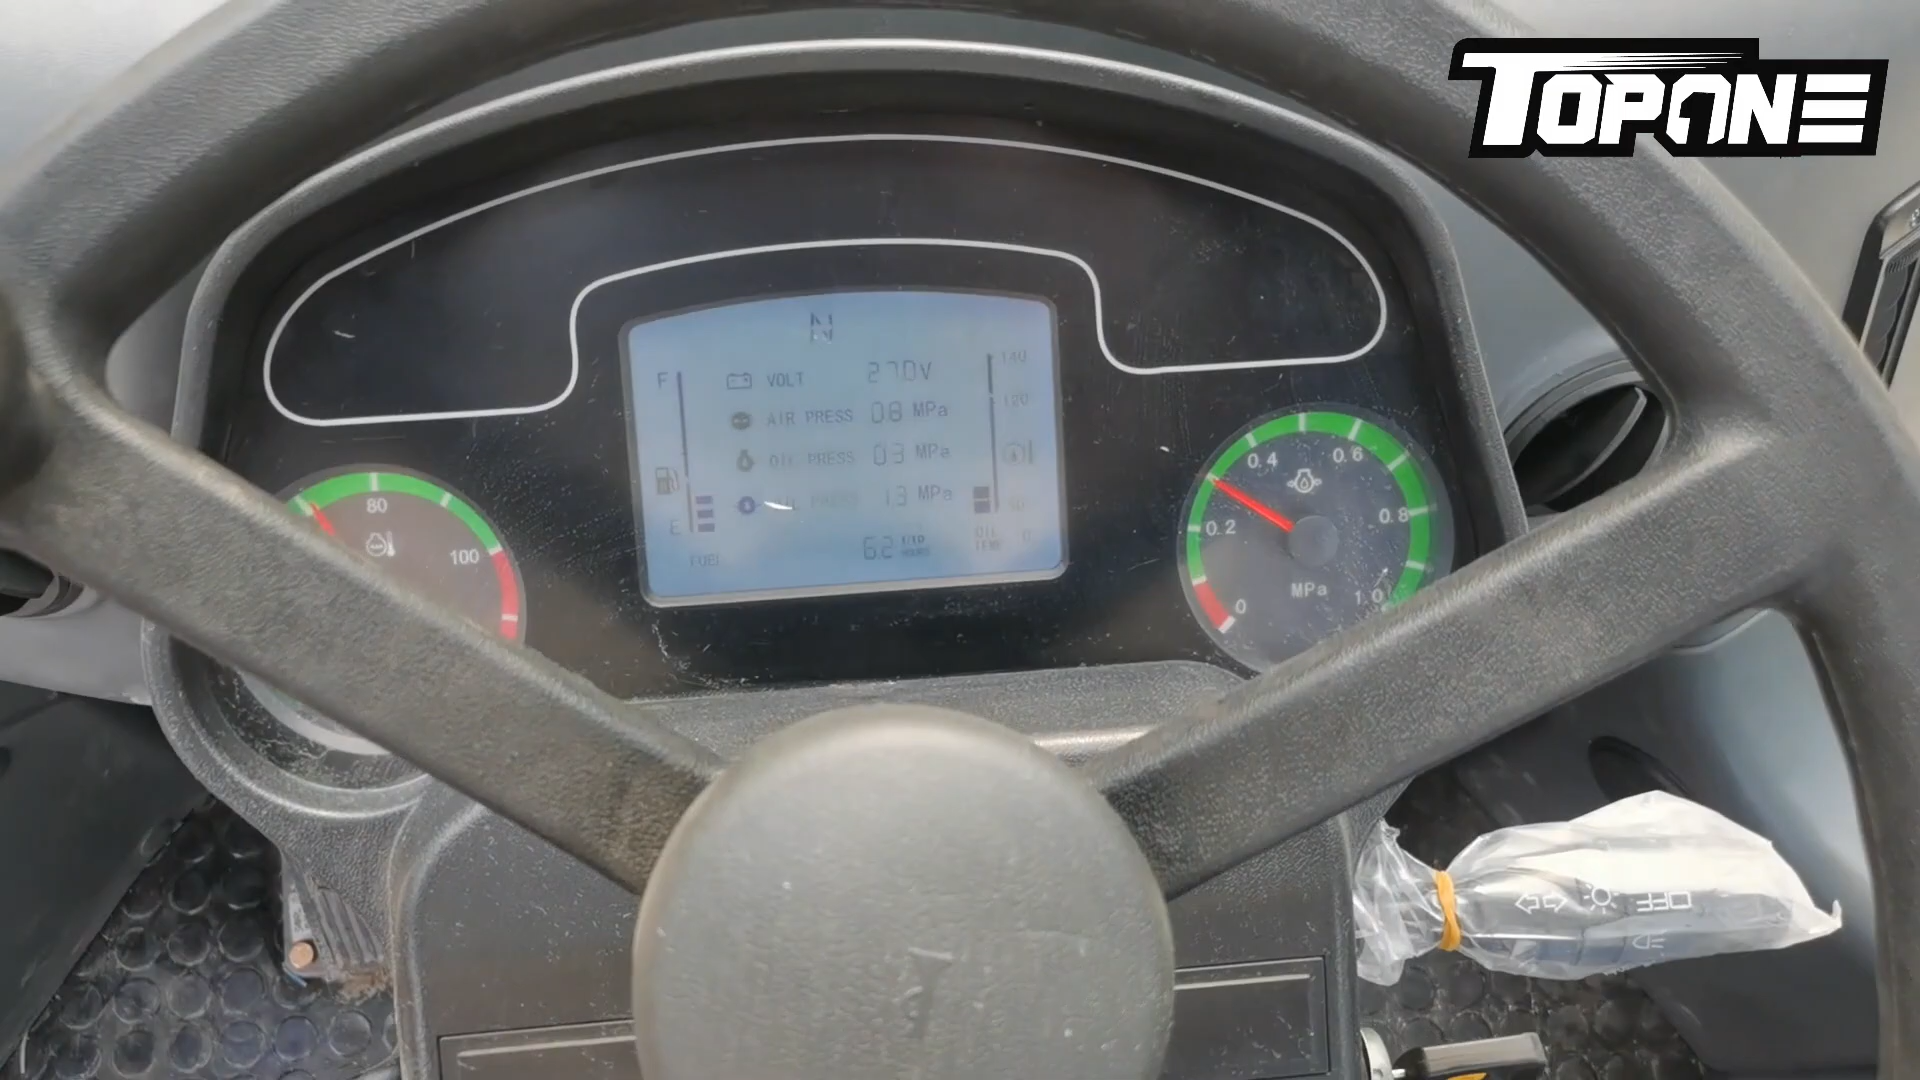 TOPONE
F
VOLT 27.0V
AIR PRESS 0.8 MPa
OIL PRESS 0.3 MPa
1.3 MPa
E
FUEL
6.2
HOURS
140
120
OIL
TEMP
80
100
0
0.2
0.4
0.6
0.8
1.0
MPa
OFF